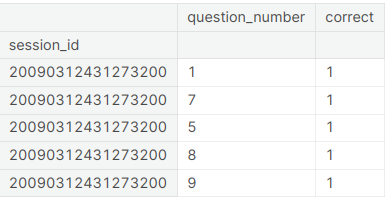 question_number correct
session_id
20090312431273200 1 1
20090312431273200 7 1
20090312431273200 5 1
20090312431273200 8 1
20090312431273200 9 1